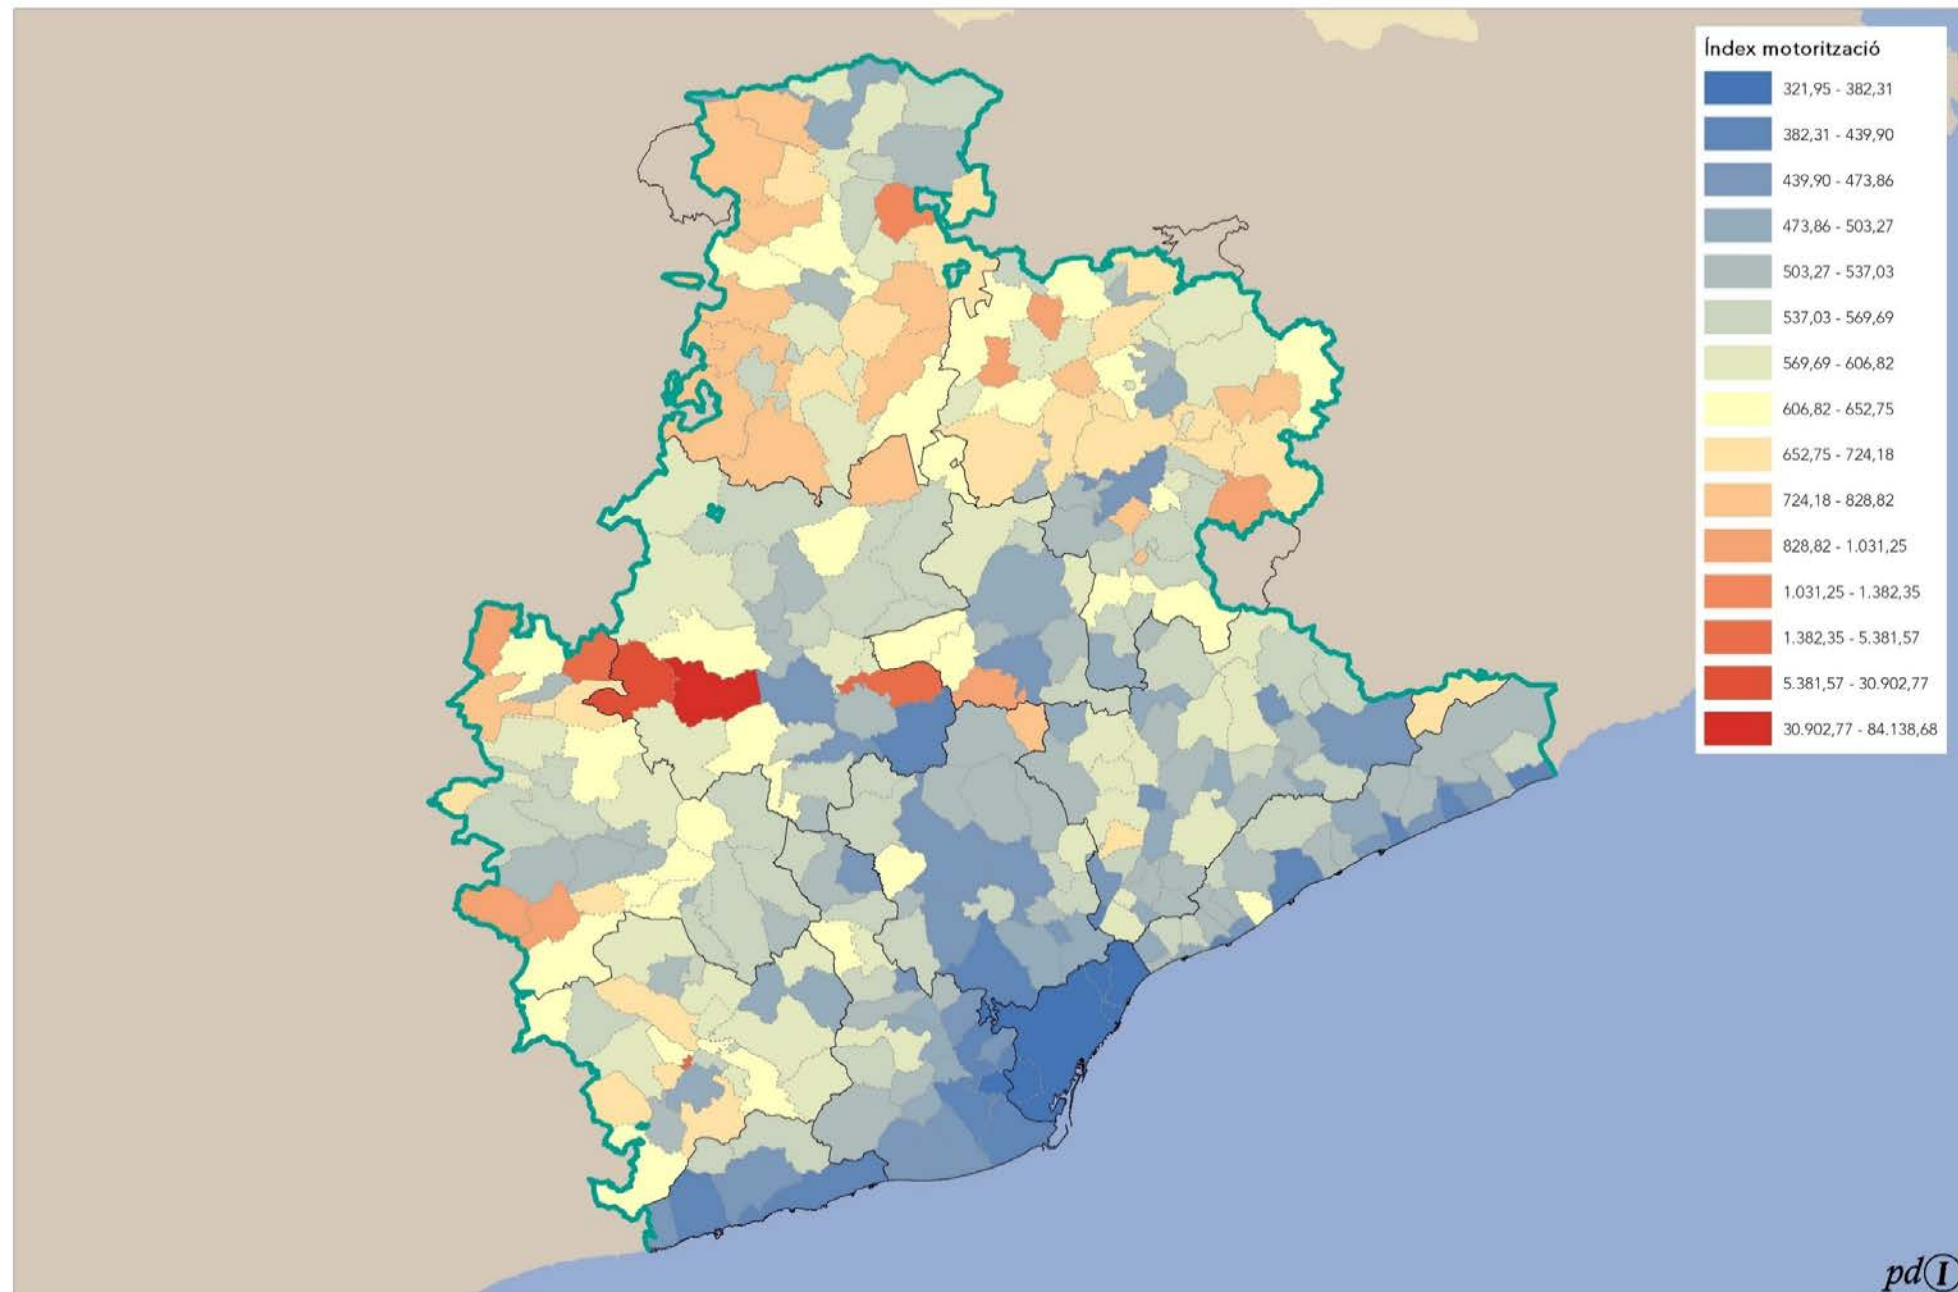 Índex motorització
321,95 - 382,31
382,31 - 439,90
439,90 - 473,86
473,86 - 503,27
503,27 - 537,03
537,03 - 569,69
569,69 - 606,82
606,82 - 652,75
652,75 - 724,18
724,18 - 828,82
828,82 - 1.031,25
1.031,25 - 1.382,35
1.382,35 - 5.381,57
5.381,57 - 30.902,77
30.902,77 - 84.138,68
pdI